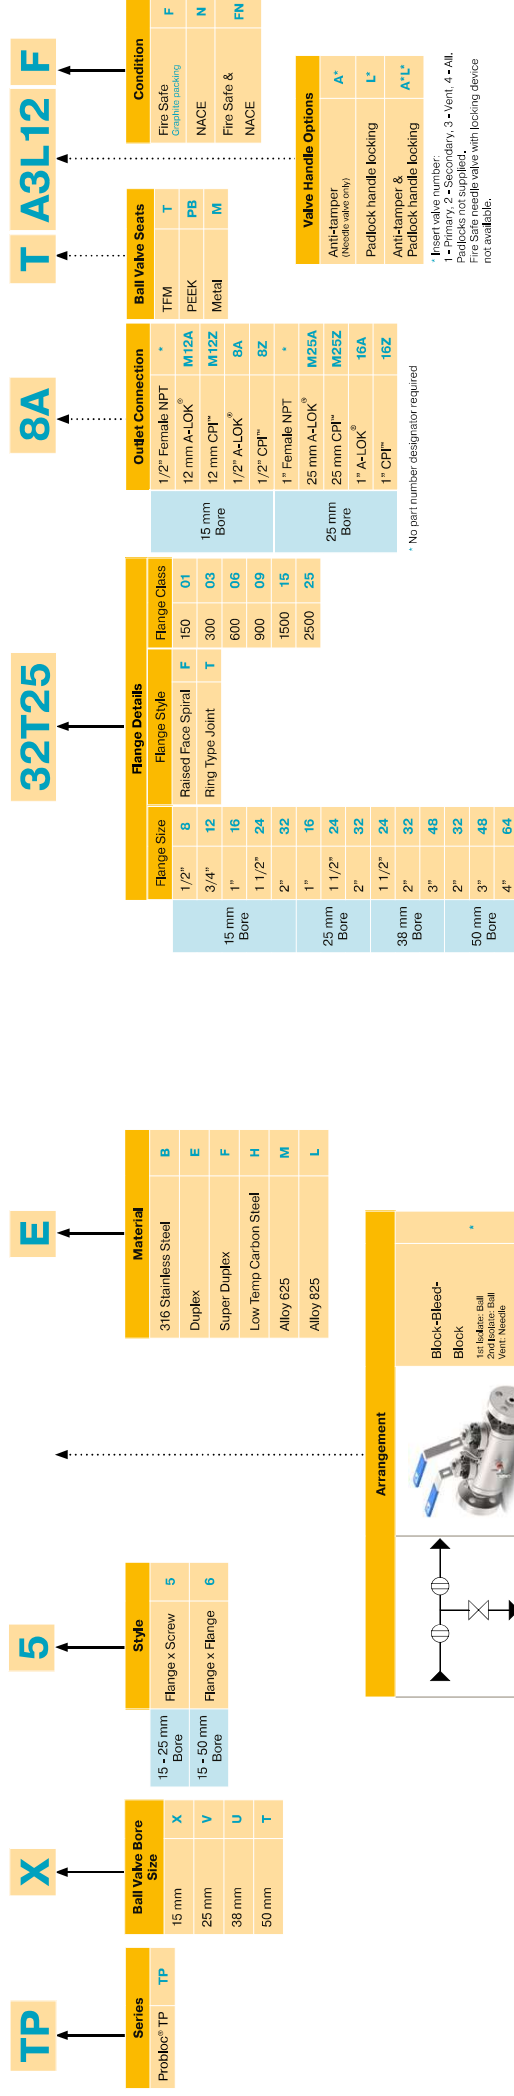 TP X 5 E 32T25 8A T A3L12 F
Series
Probloc® TP TP
Ball Valve Bore
Size
15 mm X
25 mm V
38 mm U
50 mm T
Style
15 - 25 mm
Bore
Flange x Screw 5
15 - 50 mm
Bore
Flange x Flange 6
Arrangement
Block-Bleed-
Block
1st Isolate: Ball
2nd Isolate: Ball
Vent: Needle
*
Material
316 Stainless Steel B
Duplex E
Super Duplex F
Low Temp Carbon Steel H
Alloy 625 M
Alloy 825 L
Flange Details
Flange Size Flange Style Flange Class
15 mm
Bore
1/2” 8
3/4” 12
1” 16
1 1/2” 24
2” 32
25 mm
Bore
1” 16
1 1/2” 24
2” 32
38 mm
Bore
1 1/2” 24
2” 32
3” 48
50 mm
Bore
2” 32
3” 48
4” 64
Raised Face Spiral F
Ring Type Joint T
150 01
300 03
600 06
900 09
1500 15
2500 25
Outlet Connection
15 mm
Bore
1/2” Female NPT *
12 mm A-LOK® M12A
12 mm CPI™ M12Z
1/2” A-LOK® 8A
1/2” CPI™ 8Z
25 mm
Bore
1” Female NPT *
25 mm A-LOK® M25A
25 mm CPI™ M25Z
1” A-LOK® 16A
1” CPI™ 16Z
* No part number designator required
Ball Valve Seats
TFM T
PEEK PB
Metal M
Valve Handle Options
Anti-tamper
(Needle valve only)
A*
Padlock handle locking L*
Anti-tamper &
Padlock handle locking
A*L*
* Insert valve number:
1 - Primary, 2 - Secondary, 3 - Vent, 4 - All.
Padlocks not supplied.
Fire Safe needle valve with locking device
not available.
Condition
Fire Safe
Graphite packing
F
NACE N
Fire Safe &
NACE
FN